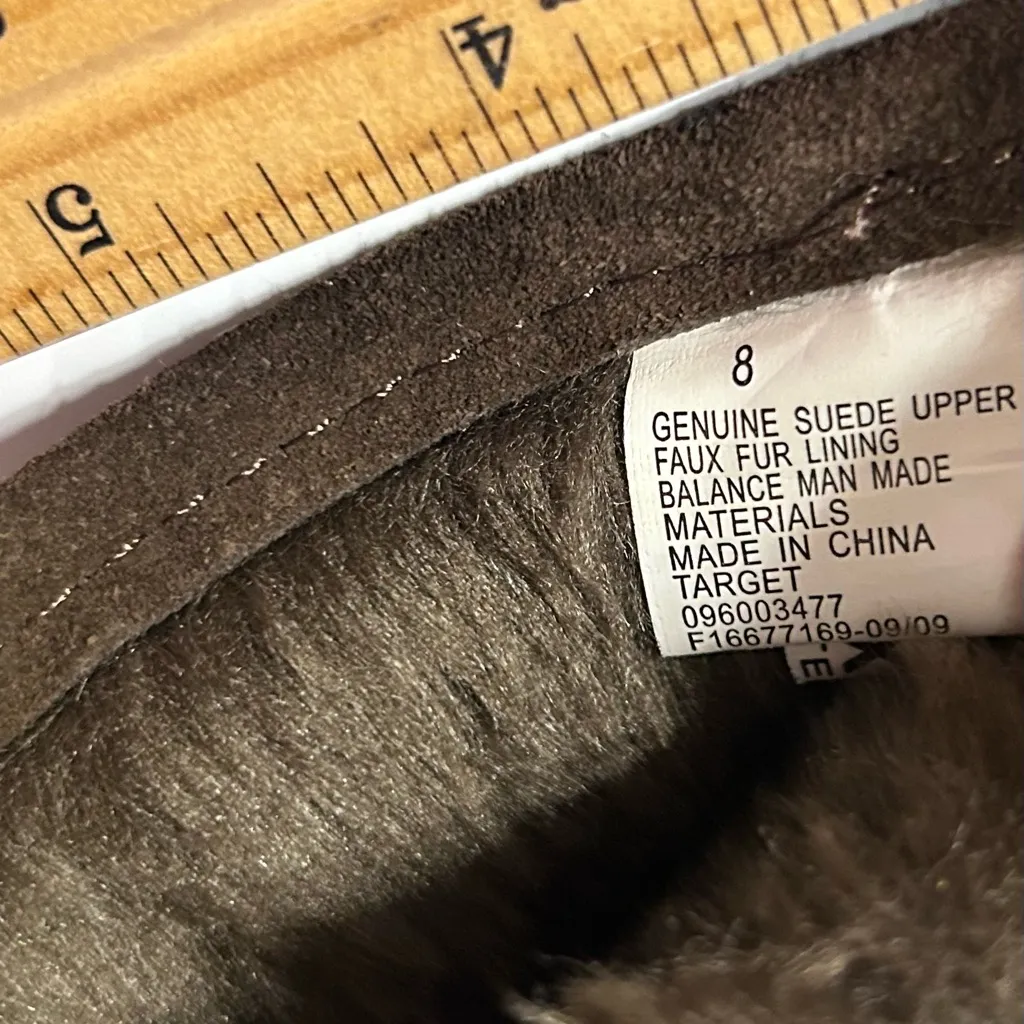 4
5
8
GENUINE SUEDE UPPER
FAUX FUR LINING
BALANCE MAN MADE
MATERIALS
MADE IN CHINA
TARGET
096003477
F16677169-09/09
E